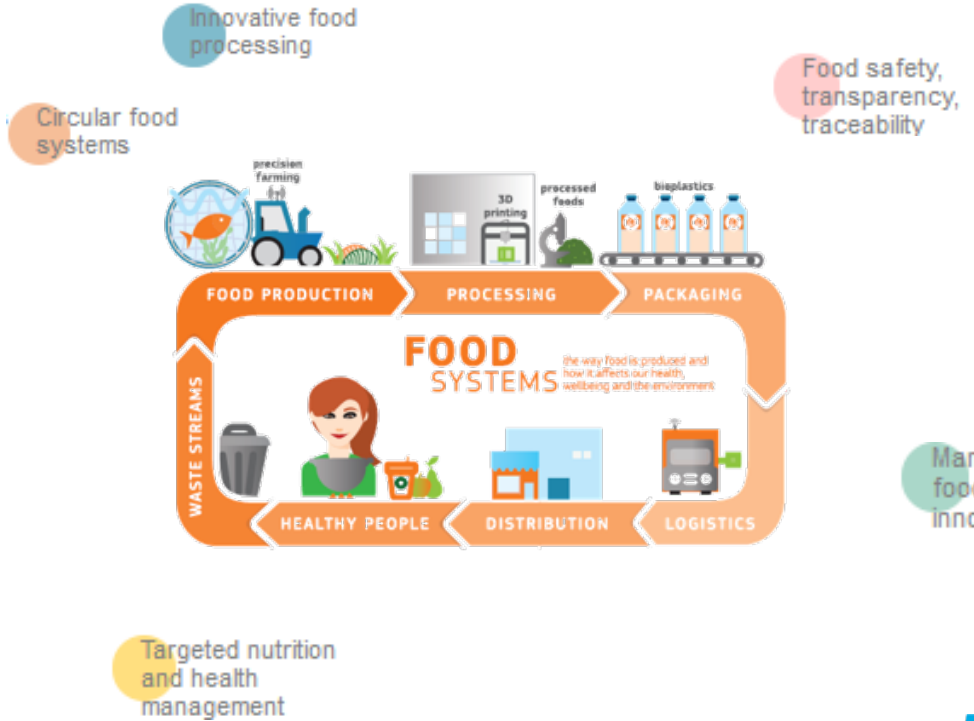 Innovative food
processing
Food safety,
transparency,
traceability
Circular food
systems
precision
farming
3D
printing
processed
foods
bioplastics
FOOD PRODUCTION
PROCESSING
PACKAGING
FOOD
SYSTEMS
the way food is produced and
how it affects our health,
wellbeing and the environment
WASTE STREAMS
HEALTHY PEOPLE
DISTRIBUTION
LOGISTICS
Targeted nutrition
and health
management